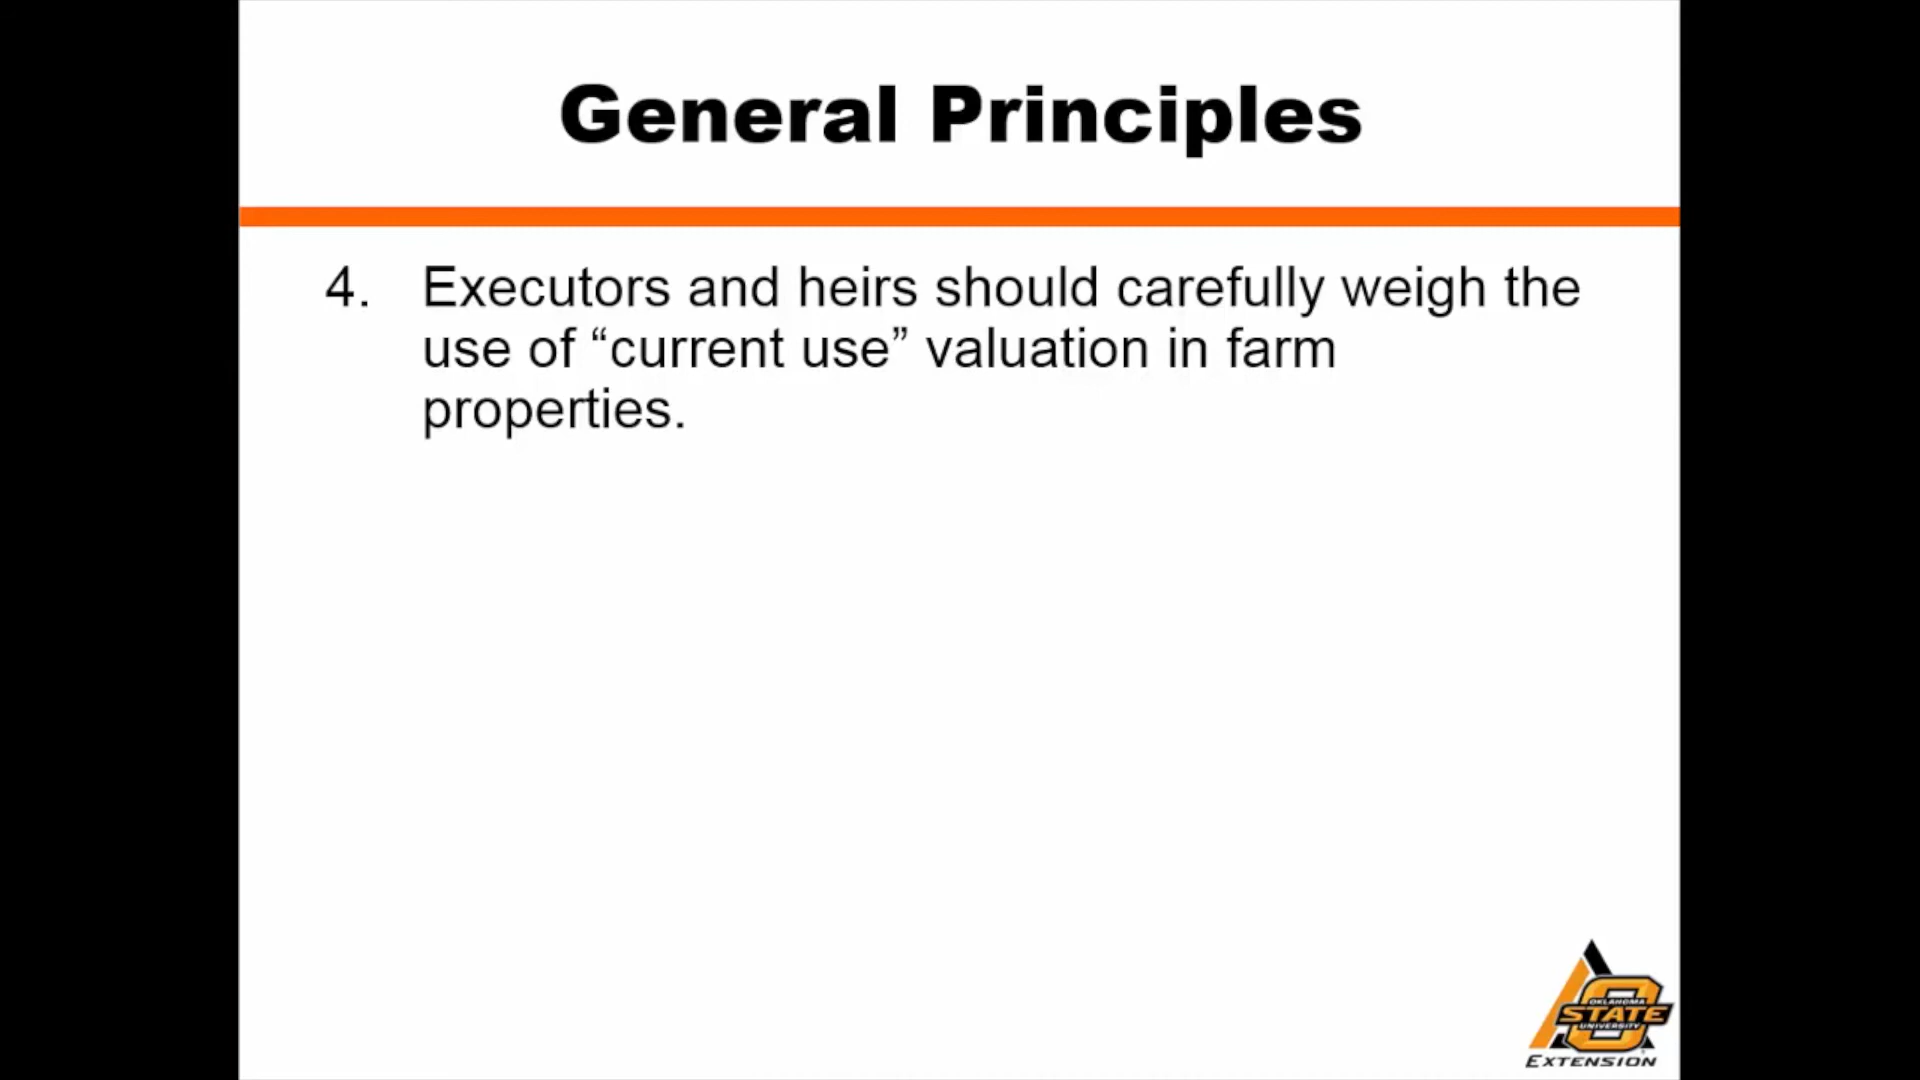 General Principles
4. Executors and heirs should carefully weigh the
use of “current use” valuation in farm
properties.
OKLAHOMA
STATE
UNIVERSITY
EXTENSION